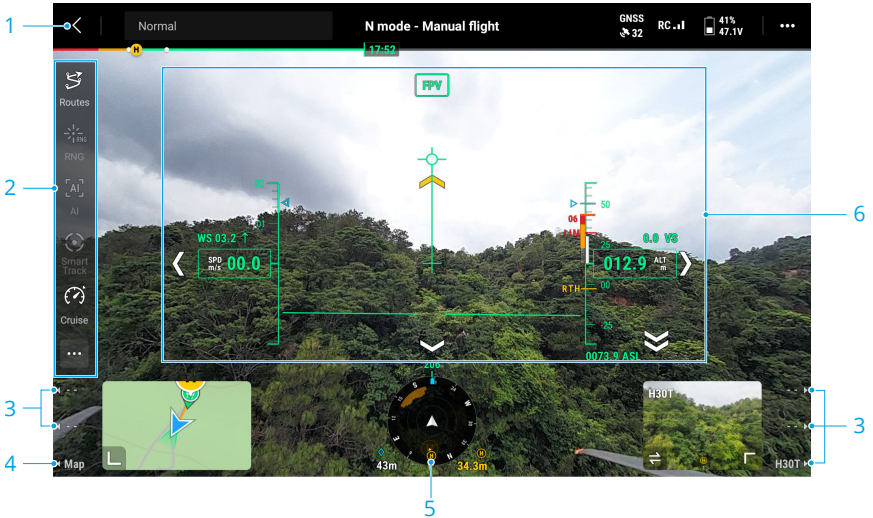 1
Normal
N mode - Manual flight
GNSS
32
RC
41%
47.1V
H
17:52
FPV
2
Routes
RNG
RNG
AI
AI
Smart
Track
Cruise
6
50
06
25
WS 03.2 ↑
0.0 VS
SPD
m/s
00.0
012.9
ALT
m
RTH
00
-25
0073.9 ASL
206
3
- -
- -
4
Map
S
W
E
N
H
43m
H
34.3m
5
H30T
H
- -
- -
3
H30T